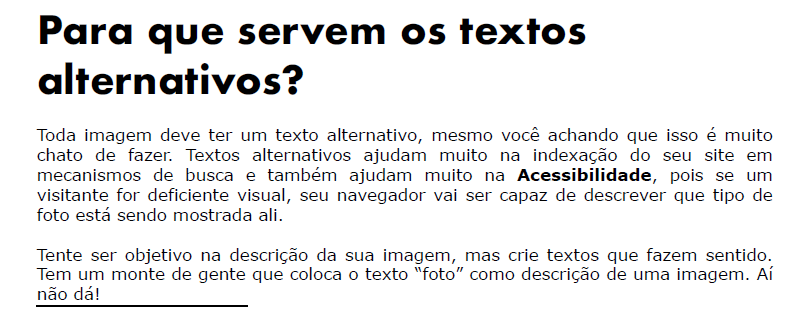 Para que servem os textos
alternativos?
Toda imagem deve ter um texto alternativo, mesmo você achando que isso é muito
chato de fazer. Textos alternativos ajudam muito na indexação do seu site em
mecanismos de busca e também ajudam muito na Acessibilidade, pois se um
visitante for deficiente visual, seu navegador vai ser capaz de descrever que tipo de
foto está sendo mostrada ali.
Tente ser objetivo na descrição da sua imagem, mas crie textos que fazem sentido.
Tem um monte de gente que coloca o texto “foto” como descrição de uma imagem. Aí
não dá!